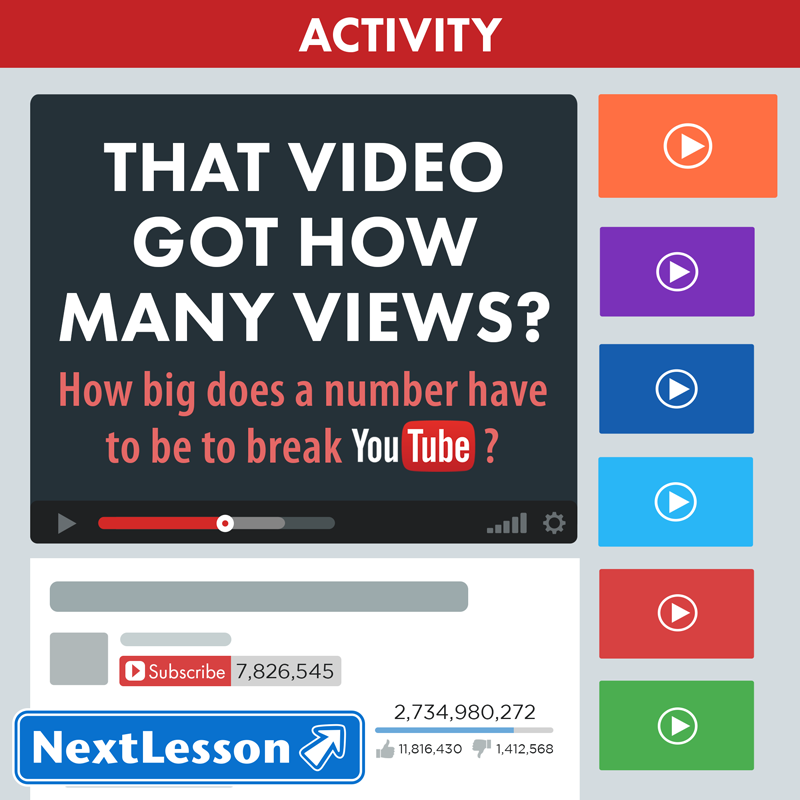 ACTIVITY
THAT VIDEO
GOT HOW
MANY VIEWS?
How big does a number have
to be to break YouTube ?
Subscribe 7,826,545
2,734,980,272
11,816,430 1,412,568
NextLesson